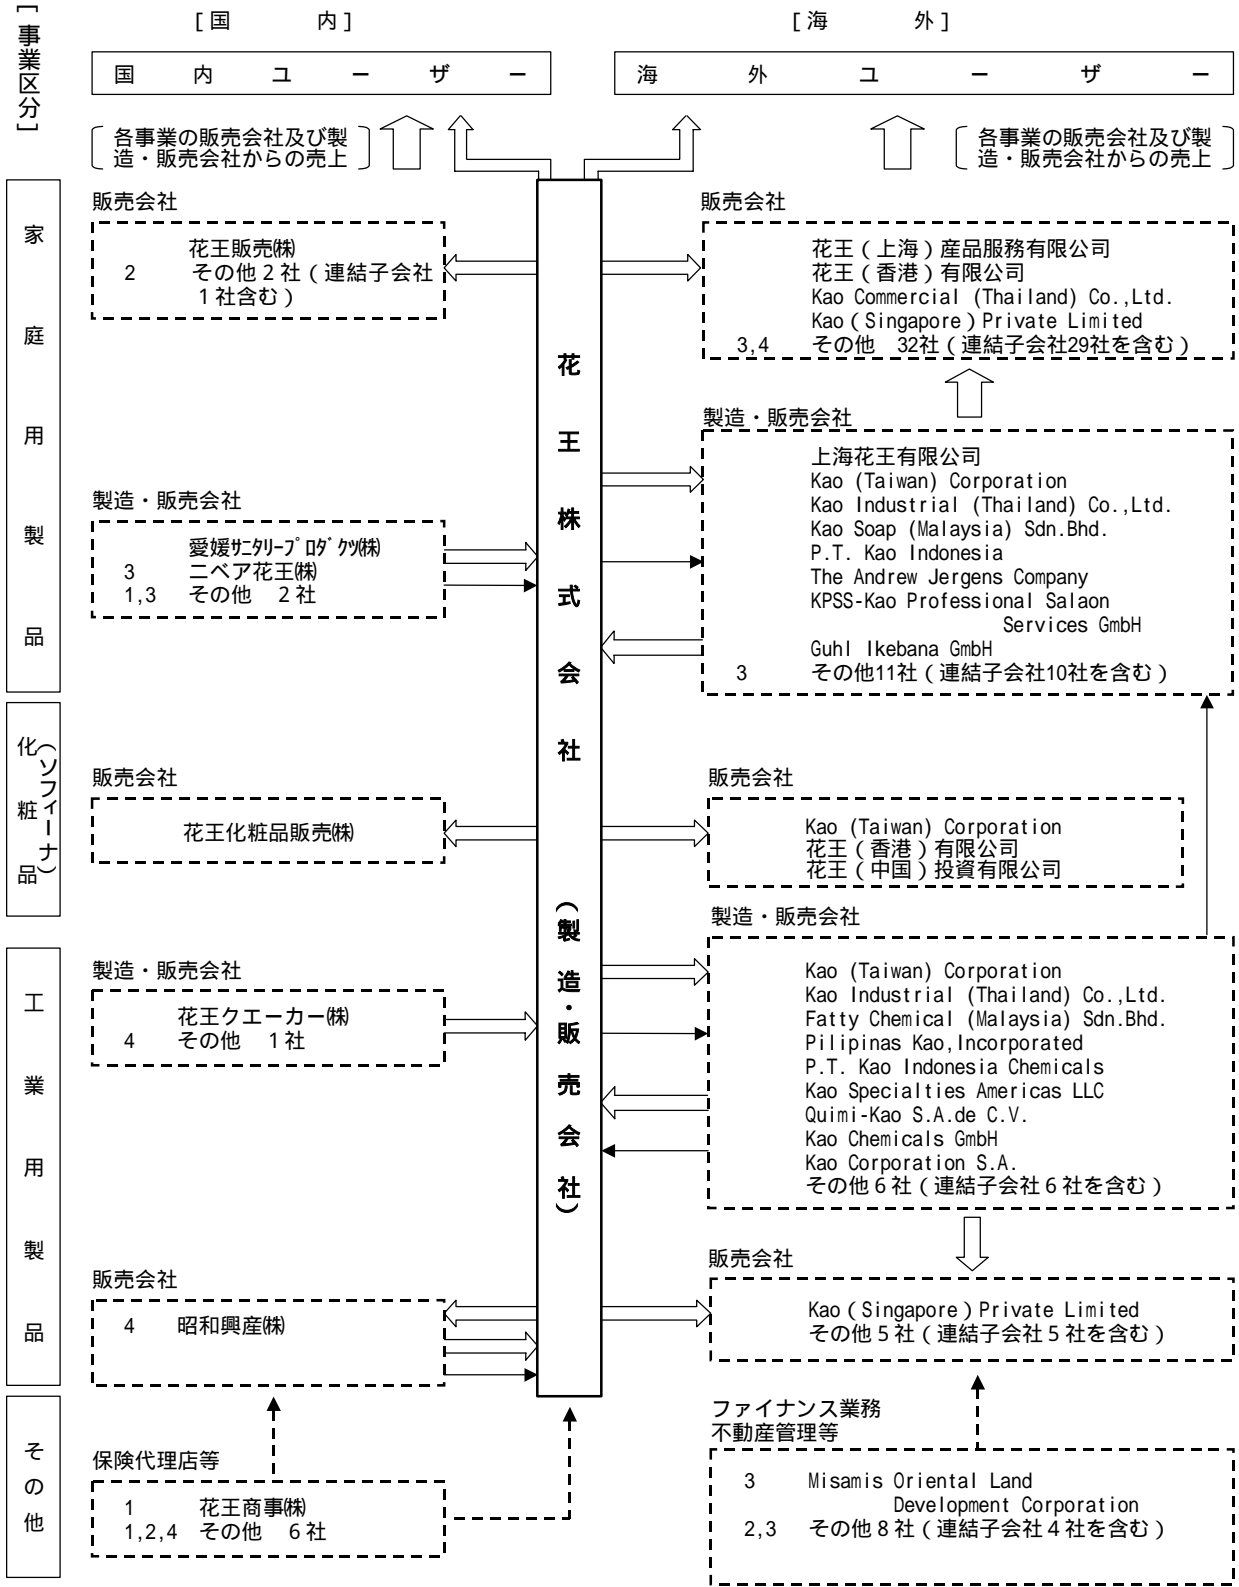 [事業区分]
[国 内]
[海 外]
国内ユーザー
海外ユーザー
各事業の販売会社及び製
造・販売会社からの売上
各事業の販売会社及び製
造・販売会社からの売上
家庭用製品
販売会社
花王販売㈱
2 その他2社(連結子会社
1社含む)
製造・販売会社
愛媛ｻﾆﾀﾘｰﾌﾟﾛﾀﾞｸﾂ㈱
3 ニベア花王㈱
1,3 その他 2社
花王株式会社(製造・販売会社)
販売会社
花王(上海)産品服務有限公司
花王(香港)有限公司
Kao Commercial (Thailand) Co.,Ltd.
Kao(Singapore)Private Limited
3,4 その他 32社(連結子会社29社を含む)
製造・販売会社
上海花王有限公司
Kao (Taiwan) Corporation
Kao Industrial (Thailand) Co.,Ltd.
Kao Soap (Malaysia) Sdn.Bhd.
P.T. Kao Indonesia
The Andrew Jergens Company
KPSS-Kao Professional Salaon
Services GmbH
Guhl Ikebana GmbH
3 その他11社(連結子会社10社を含む)
化粧品
(ソフィーナ)
販売会社
花王化粧品販売㈱
販売会社
Kao (Taiwan) Corporation
花王(香港)有限公司
花王(中国)投資有限公司
工業用製品
製造・販売会社
花王クエーカー㈱
4 その他 1社
販売会社
4 昭和興産㈱
製造・販売会社
Kao (Taiwan) Corporation
Kao Industrial (Thailand) Co.,Ltd.
Fatty Chemical (Malaysia) Sdn.Bhd.
Pilipinas Kao,Incorporated
P.T. Kao Indonesia Chemicals
Kao Specialties Americas LLC
Quimi-Kao S.A.de C.V.
Kao Chemicals GmbH
Kao Corporation S.A.
その他6社(連結子会社6社を含む)
販売会社
Kao(Singapore)Private Limited
その他5社(連結子会社5社を含む)
その他
保険代理店等
1 花王商事㈱
1,2,4 その他 6社
ファイナンス業務
不動産管理等
3 Misamis Oriental Land
Development Corporation
2,3 その他8社(連結子会社4社を含む)